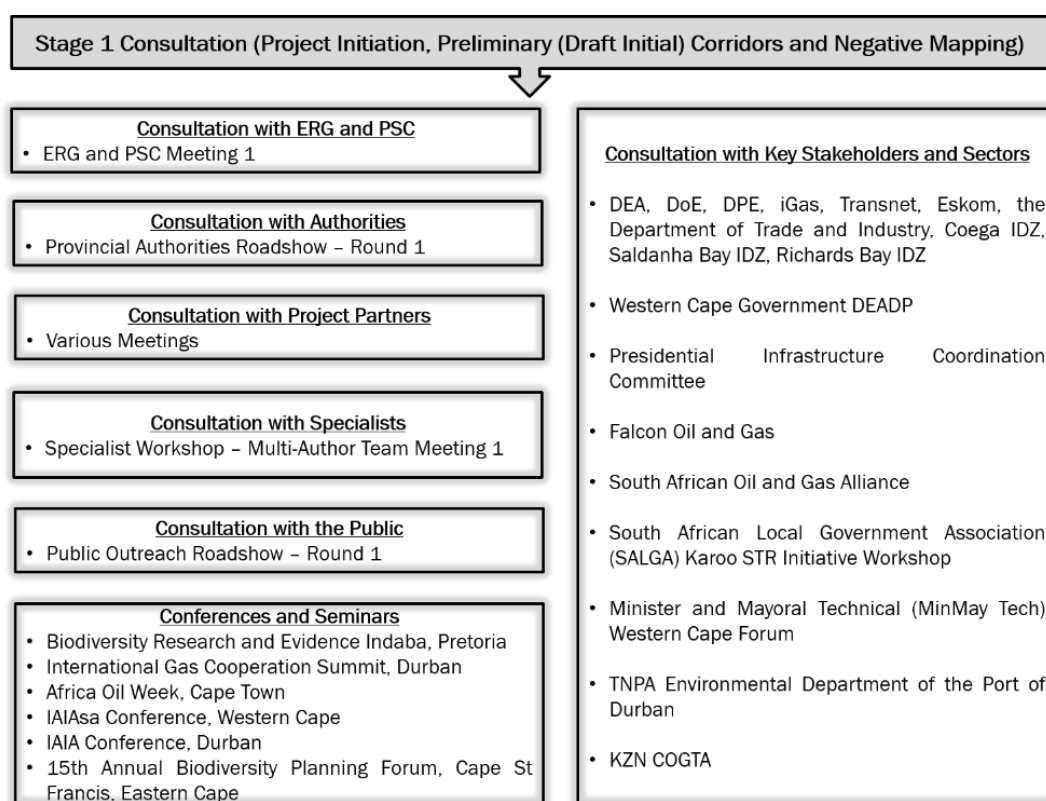 Stage 1 Consultation (Project Initiation, Preliminary (Draft Initial) Corridors and Negative Mapping)
Consultation with ERG and PSC
• ERG and PSC Meeting 1
Consultation with Authorities
• Provincial Authorities Roadshow – Round 1
Consultation with Project Partners
• Various Meetings
Consultation with Specialists
• Specialist Workshop – Multi-Author Team Meeting 1
Consultation with the Public
• Public Outreach Roadshow – Round 1
Conferences and Seminars
• Biodiversity Research and Evidence Indaba, Pretoria
• International Gas Cooperation Summit, Durban
• Africa Oil Week, Cape Town
• IAIAsa Conference, Western Cape
• IAIA Conference, Durban
• 15th Annual Biodiversity Planning Forum, Cape St
Francis, Eastern Cape
Consultation with Key Stakeholders and Sectors
• DEA, DoE, DPE, iGas, Transnet, Eskom, the
Department of Trade and Industry, Coega IDZ,
Saldanha Bay IDZ, Richards Bay IDZ
• Western Cape Government DEADP
• Presidential Infrastructure Coordination
Committee
• Falcon Oil and Gas
• South African Oil and Gas Alliance
• South African Local Government Association
(SALGA) Karoo STR Initiative Workshop
• Minister and Mayoral Technical (MinMay Tech)
Western Cape Forum
• TNPA Environmental Department of the Port of
Durban
• KZN COGTA